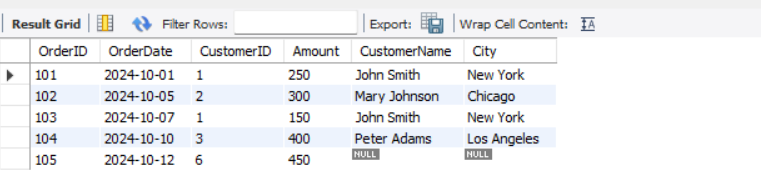 Result Grid Filter Rows: Export: Wrap Cell Content: IA
OrderID OrderDate CustomerID Amount CustomerName City
101 2024-10-01 1 250 John Smith New York
102 2024-10-05 2 300 Mary Johnson Chicago
103 2024-10-07 1 150 John Smith New York
104 2024-10-10 3 400 Peter Adams Los Angeles
105 2024-10-12 6 450 NULL NULL